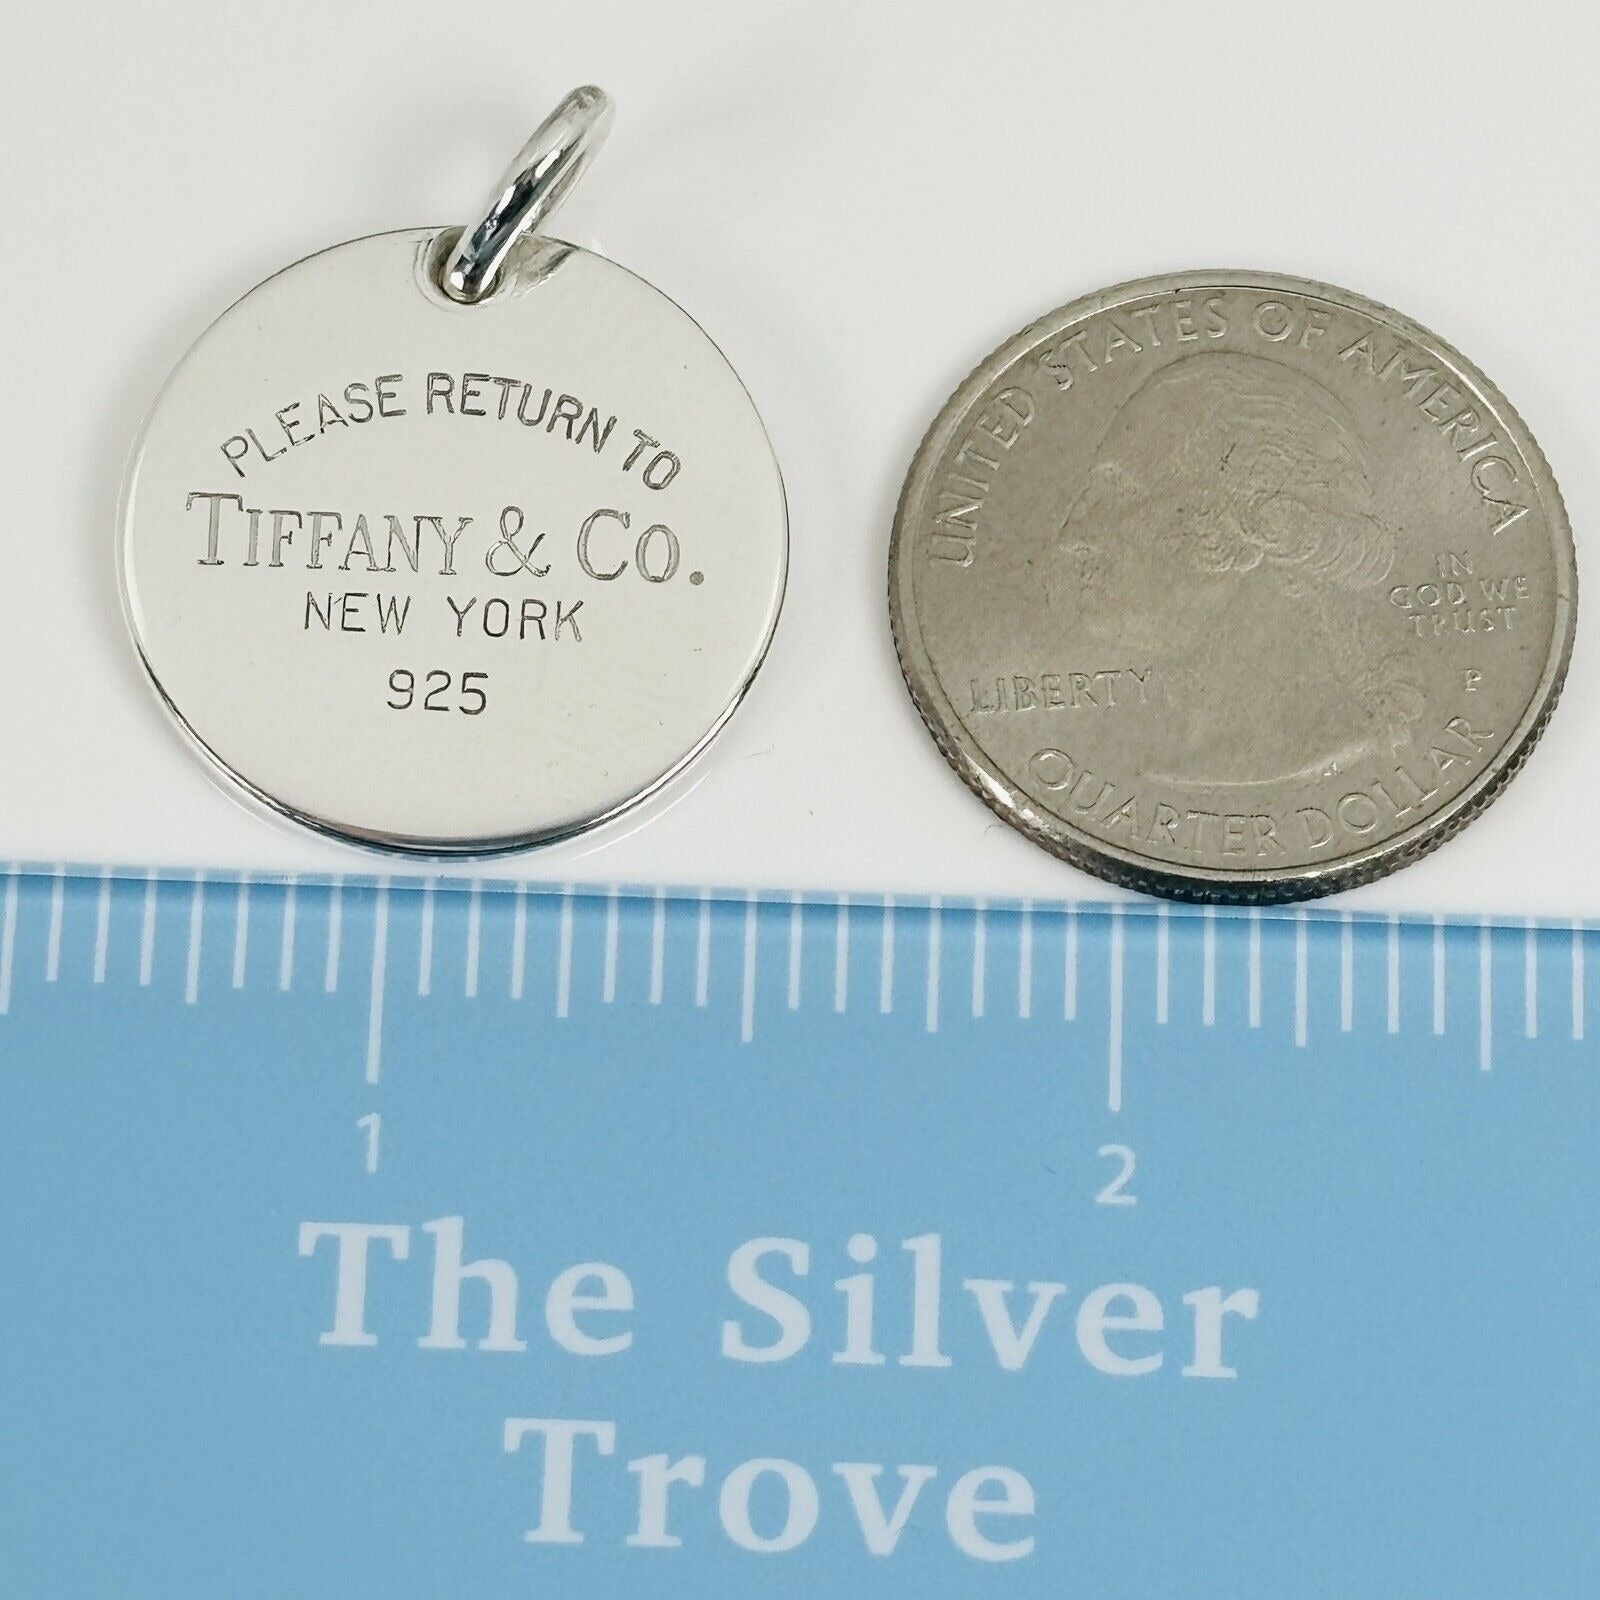 PLEASE RETURN TO
TIFFANY & CO.
NEW YORK
925
UNITED STATES OF AMERICA
IN
GOD WE
TRUST
LIBERTY
P
QUARTER DOLLAR
1
2
The Silver
Trove